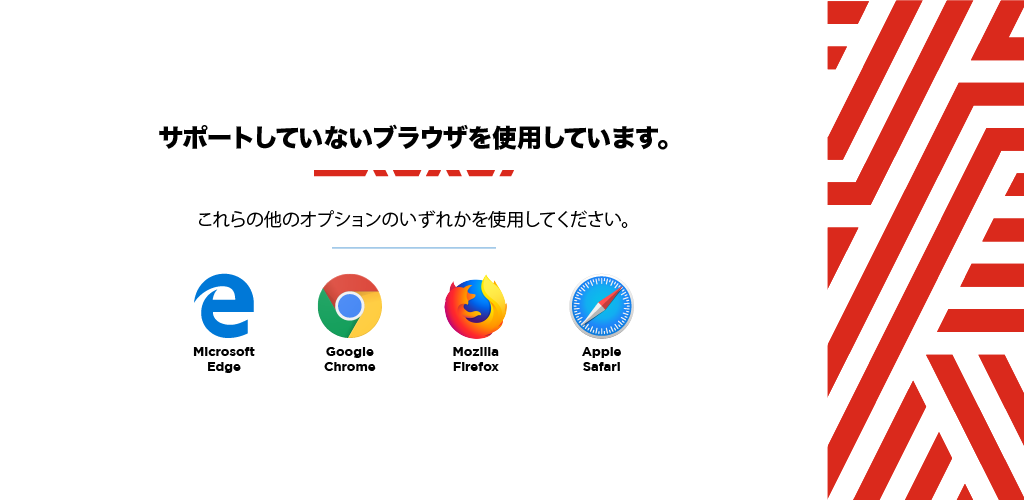 サポートしていないブラウザを使用しています。
これらの他のオプションのいずれかを使用してください。
Microsoft
Edge
Google
Chrome
Mozilla
Firefox
Apple
Safari